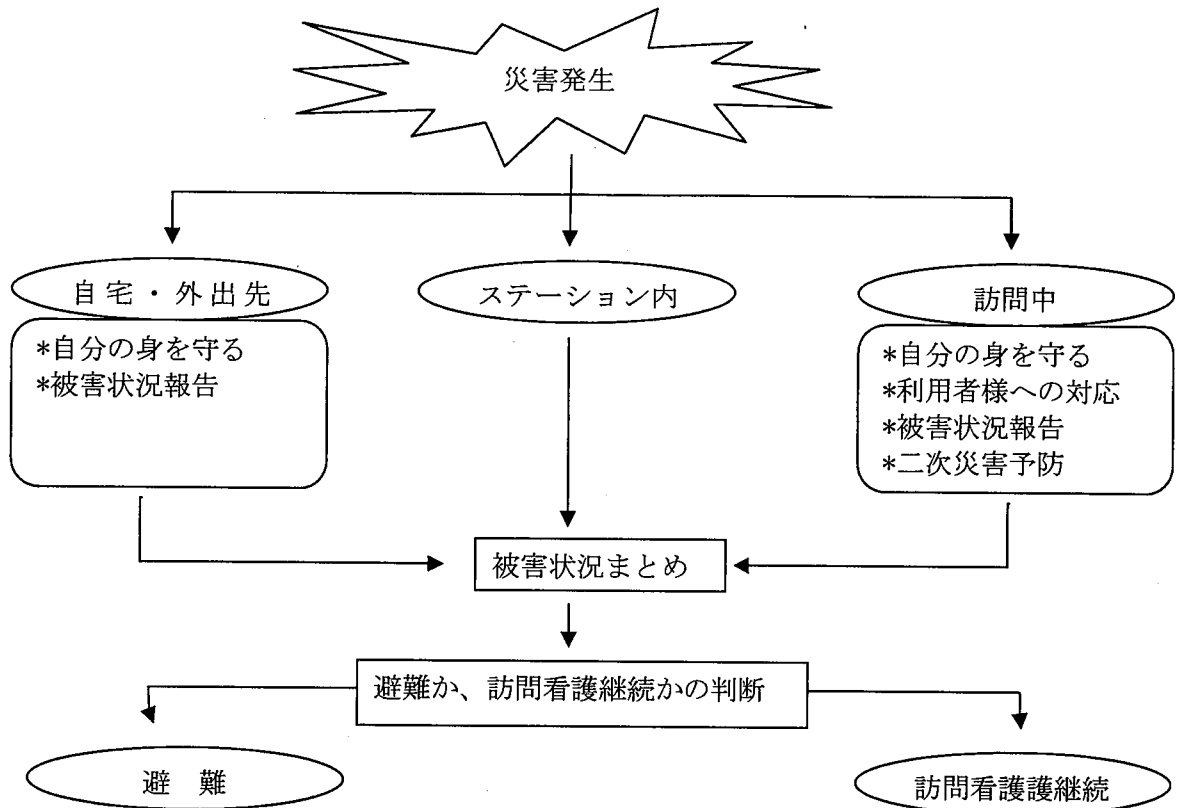 災害発生
自宅・外出先
ステーション内
訪問中
*自分の身を守る
*被害状況報告
*自分の身を守る
*利用者様への対応
*被害状況報告
*二次災害予防
被害状況まとめ
避難か、訪問看護継続かの判断
避　難
訪問看護護継続